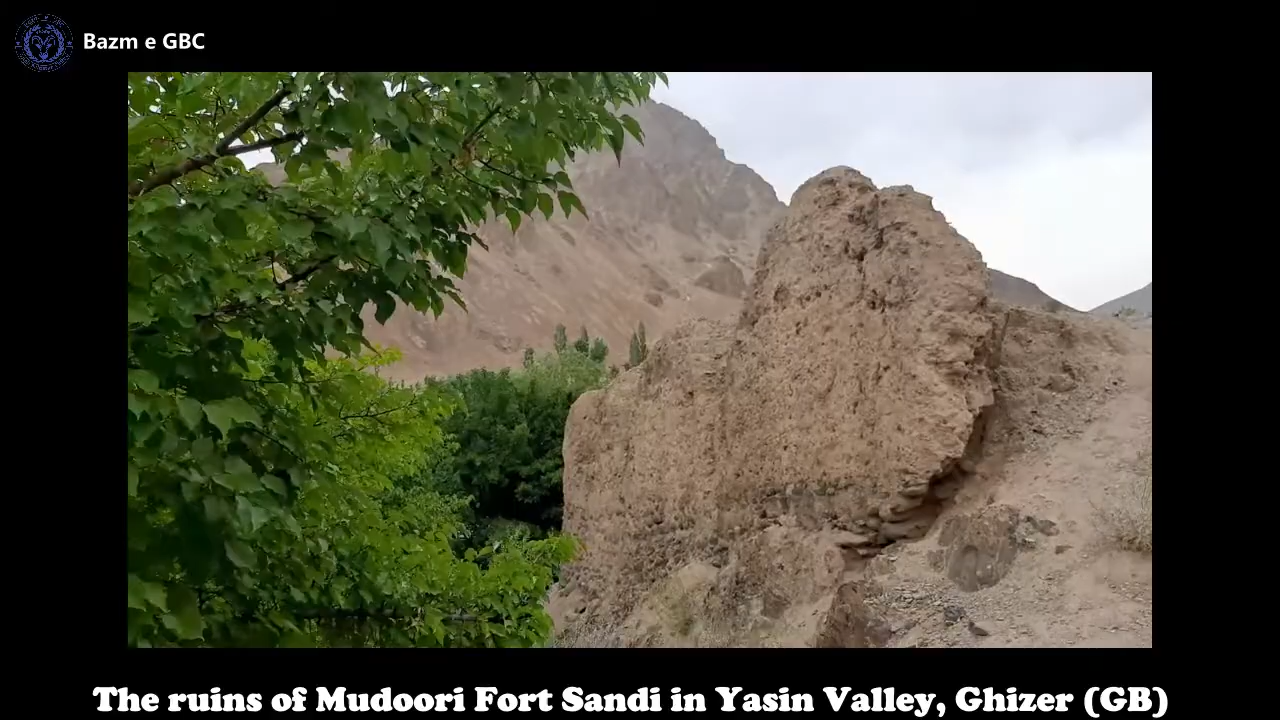 Bazm e GBC
The ruins of Mudoori Fort Sandi in Yasin Valley, Ghizer (GB)